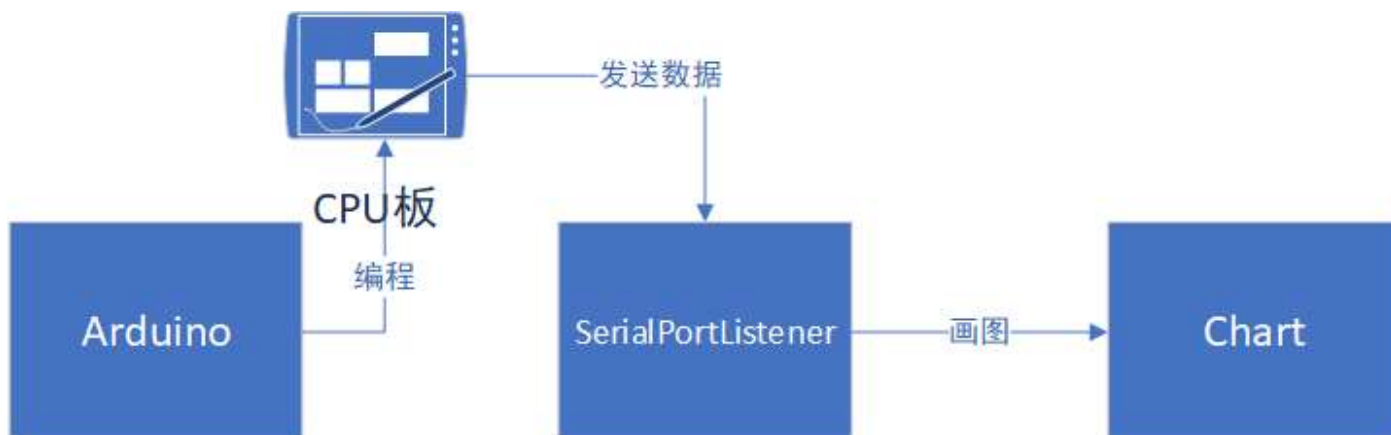 发送数据
CPU板
编程
Arduino
SerialPortListener
画图
Chart